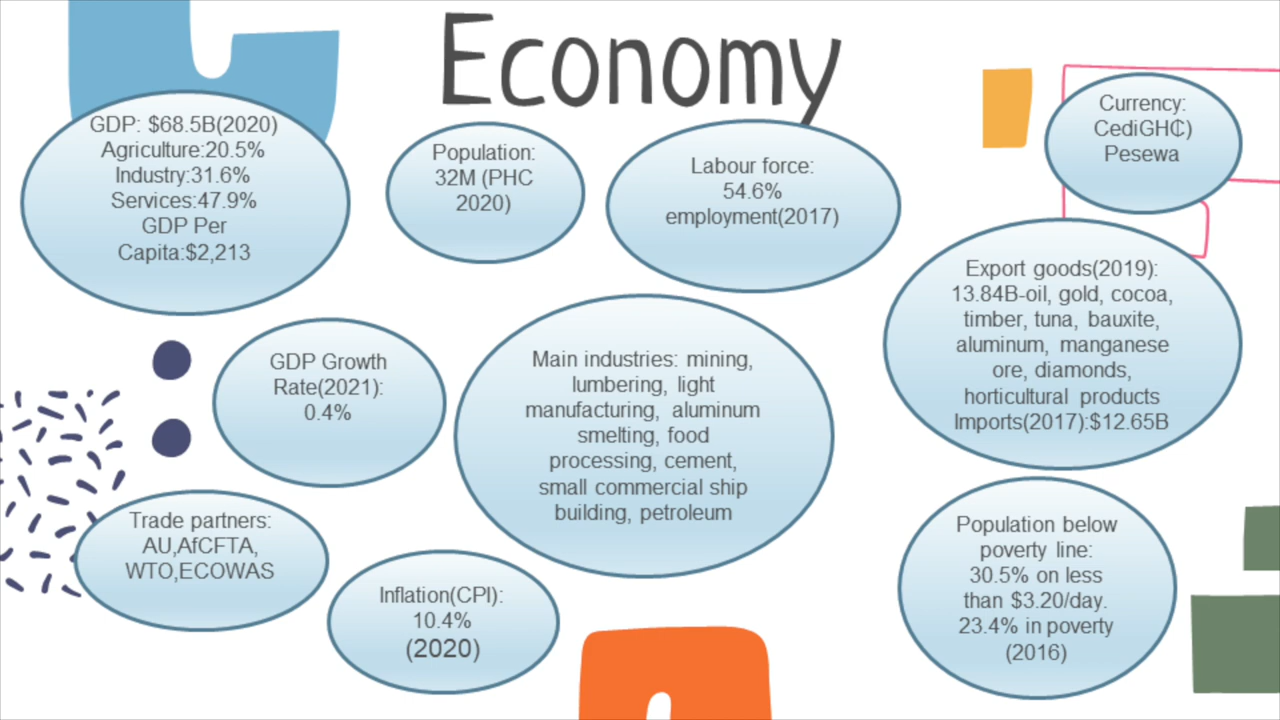 Economy
GDP: $68.5B(2020)
Agriculture:20.5%
Industry:31.6%
Services:47.9%
GDP Per
Capita:$2,213
Population:
32M (PHC
2020)
Labour force:
54.6%
employment(2017)
Currency:
CediGH₵)
Pesewa
Export goods(2019):
13.84B-oil, gold, cocoa,
timber, tuna, bauxite,
aluminum, manganese
ore, diamonds,
horticultural products
Imports(2017):$12.65B
GDP Growth
Rate(2021):
0.4%
Main industries: mining,
lumbering, light
manufacturing, aluminum
smelting, food
processing, cement,
small commercial ship
building, petroleum
Trade partners:
AU,AfCFTA,
WTO,ECOWAS
Inflation(CPI):
10.4%
(2020)
Population below
poverty line:
30.5% on less
than $3.20/day.
23.4% in poverty
(2016)